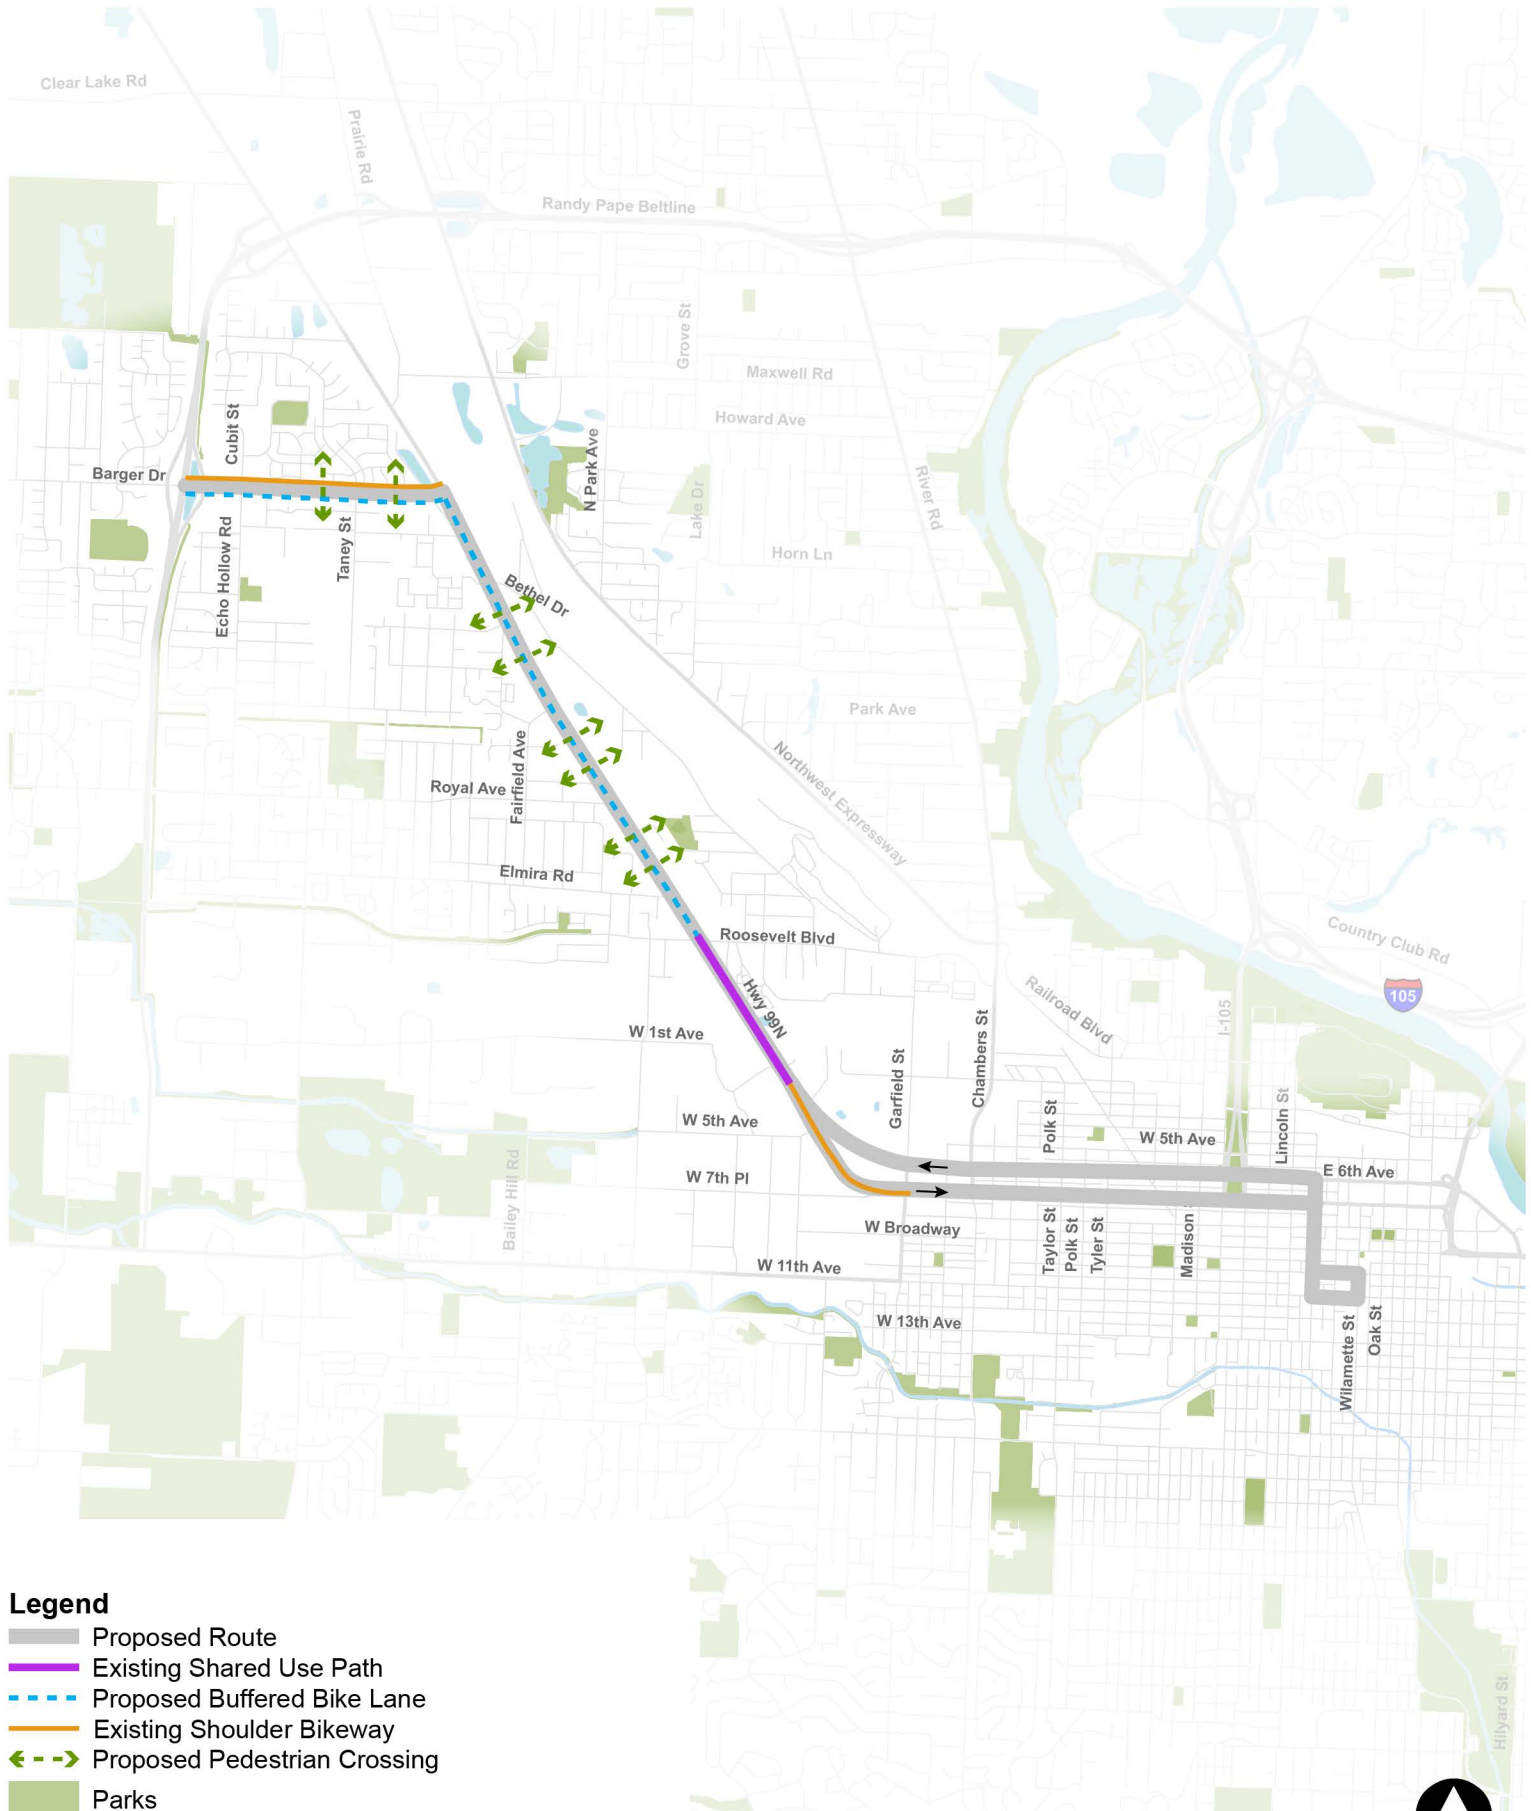 Clear Lake Rd
Prairie Rd
Randy Pape Beltline
Grove St
Maxwell Rd
Howard Ave
Cubit St
Barger Dr
N Park Ave
Lake Dr
River Rd
Echo Hollow Rd
Taney St
Horn Ln
Bethel Dr
Park Ave
Northwest Expressway
Fairfield Ave
Royal Ave
Elmira Rd
Roosevelt Blvd
Country Club Rd
105
Hwy 99N
Railroad Blvd
I-105
W 1st Ave
Chambers St
Garfield St
Polk St
Lincoln St
W 5th Ave
W 5th Ave
E 6th Ave
W 7th Pl
Bailey Hill Rd
W Broadway
Taylor St
Polk St
Tyler St
Madison
W 11th Ave
W 13th Ave
Wilamette St
Oak St
Hilyard St
Legend
Proposed Route
Existing Shared Use Path
Proposed Buffered Bike Lane
Existing Shoulder Bikeway
Proposed Pedestrian Crossing
Parks